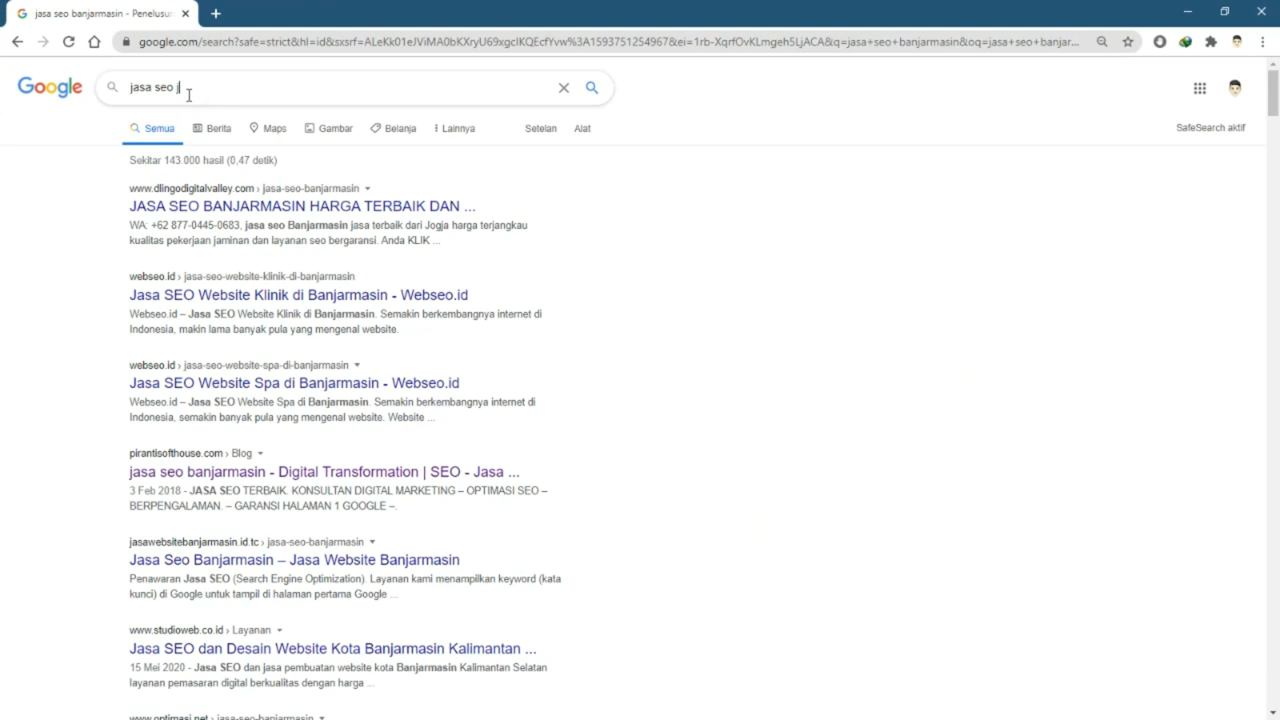 jasa seo banjarmasin - Penelusur
google.com/search?safe=strict&hl=id&sxsrf=ALeKk01eJViMA0bKXryU69xgcIKQEcfYvw%3A1593751254967&ei=1rb-XqrfOvKLmgeh5LjACA&q=jasa+seo+banjarmasin&oq=jasa+seo+banjar...
Google
jasa seo j
Semua Berita Maps Gambar Belanja Lainnya Setelan Alat SafeSearch aktif
Sekitar 143.000 hasil (0,47 detik)
www.dlingodigitalvalley.com › jasa-seo-banjarmasin
JASA SEO BANJARMASIN HARGA TERBAIK DAN ...
WA: +62 877-0445-0683, jasa seo Banjarmasin jasa terbaik dari Jogja harga terjangkau
kualitas pekerjaan jaminan dan layanan seo bergaransi. Anda KLIK ...
webseo.id › jasa-seo-website-klinik-di-banjarmasin
Jasa SEO Website Klinik di Banjarmasin - Webseo.id
Webseo.id – Jasa SEO Website Klinik di Banjarmasin. Semakin berkembangnya internet di
Indonesia, makin lama banyak pula yang mengenal website.
webseo.id › jasa-seo-website-spa-di-banjarmasin
Jasa SEO Website Spa di Banjarmasin - Webseo.id
Webseo.id – Jasa SEO Website Spa di Banjarmasin. Semakin berkembangnya internet di
Indonesia, semakin banyak pula yang mengenal website. Website ...
pirantisofthouse.com › Blog
jasa seo banjarmasin - Digital Transformation | SEO - Jasa ...
3 Feb 2018 - JASA SEO TERBAIK. KONSULTAN DIGITAL MARKETING – OPTIMASI SEO –
BERPENGALAMAN. – GARANSI HALAMAN 1 GOOGLE –.
jasawebsitebanjarmasin.id.tc › jasa-seo-banjarmasin
Jasa Seo Banjarmasin – Jasa Website Banjarmasin
Penawaran Jasa SEO (Search Engine Optimization). Layanan kami menampilkan keyword (kata
kunci) di Google untuk tampil di halaman pertama Google ...
www.studioweb.co.id › Layanan
Jasa SEO dan Desain Website Kota Banjarmasin Kalimantan ...
15 Mei 2020 - Jasa SEO dan jasa pembuatan website kota Banjarmasin Kalimantan Selatan
layanan pemasaran digital berkualitas dengan harga ...
www.optimasi.net › jasa-seo-banjarmasin